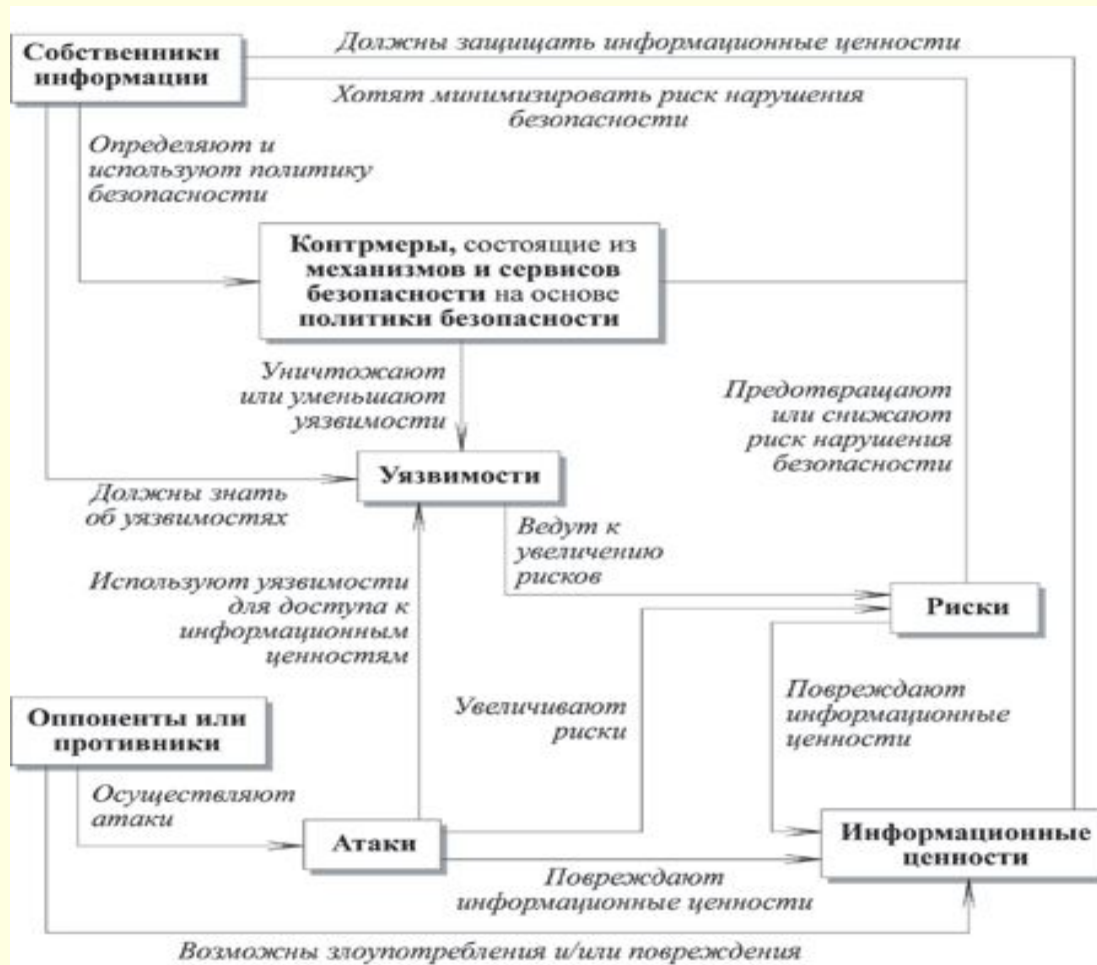 Собственники
информации
Должны защищать информационные ценности
Хотят минимизировать риск нарушения
безопасности
Определяют и
используют политику
безопасности
Контрмеры, состоящие из
механизмов и сервисов
безопасности на основе
политики безопасности
Уничтожают
или уменьшают
уязвимости
Предотвращают
или снижают
риск нарушения
безопасности
Уязвимости
Должны знать
об уязвимостях
Ведут к
увеличению
рисков
Используют уязвимости
для доступа к
информационным
ценностям
Риски
Оппоненты или
противники
Увеличивают
риски
Повреждают
информационные
ценности
Осуществляют
атаки
Атаки
Информационные
ценности
Повреждают
информационные ценности
Возможны злоупотребления и/или повреждения